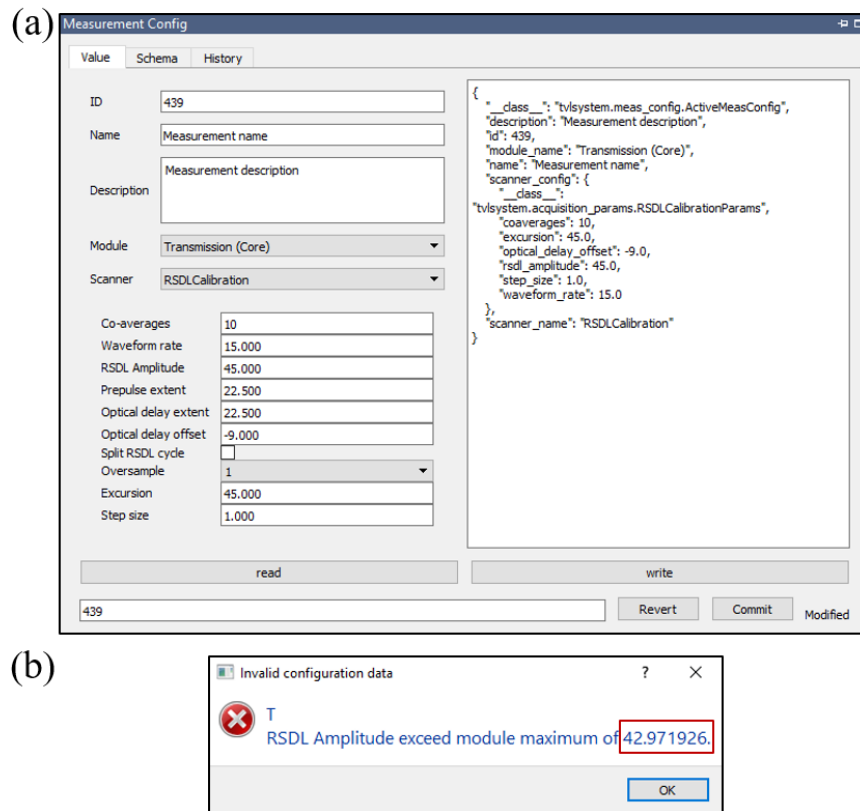 (a)
Measurement Config
Value Schema History
ID 439
Name Measurement name
Description Measurement description
Module Transmission (Core)
Scanner RSDLCalibration
Co-averages 10
Waveform rate 15.000
RSDL Amplitude 45.000
Prepulse extent 22.500
Optical delay extent 22.500
Optical delay offset -9.000
Split RSDL cycle
Oversample 1
Excursion 45.000
Step size 1.000
{
"__class__": "tvlsystem.meas_config.ActiveMeasConfig",
"description": "Measurement description",
"id": 439,
"module_name": "Transmission (Core)",
"name": "Measurement name",
"scanner_config": {
"__class__":
"tvlsystem.acquisition_params.RSDLCalibrationParams",
"coaverages": 10,
"excursion": 45.0,
"optical_delay_offset": -9.0,
"rsdl_amplitude": 45.0,
"step_size": 1.0,
"waveform_rate": 15.0
},
"scanner_name": "RSDLCalibration"
}
read write
439 Revert Commit Modified
(b)
Invalid configuration data ?
T
RSDL Amplitude exceed module maximum of 42.971926.
OK